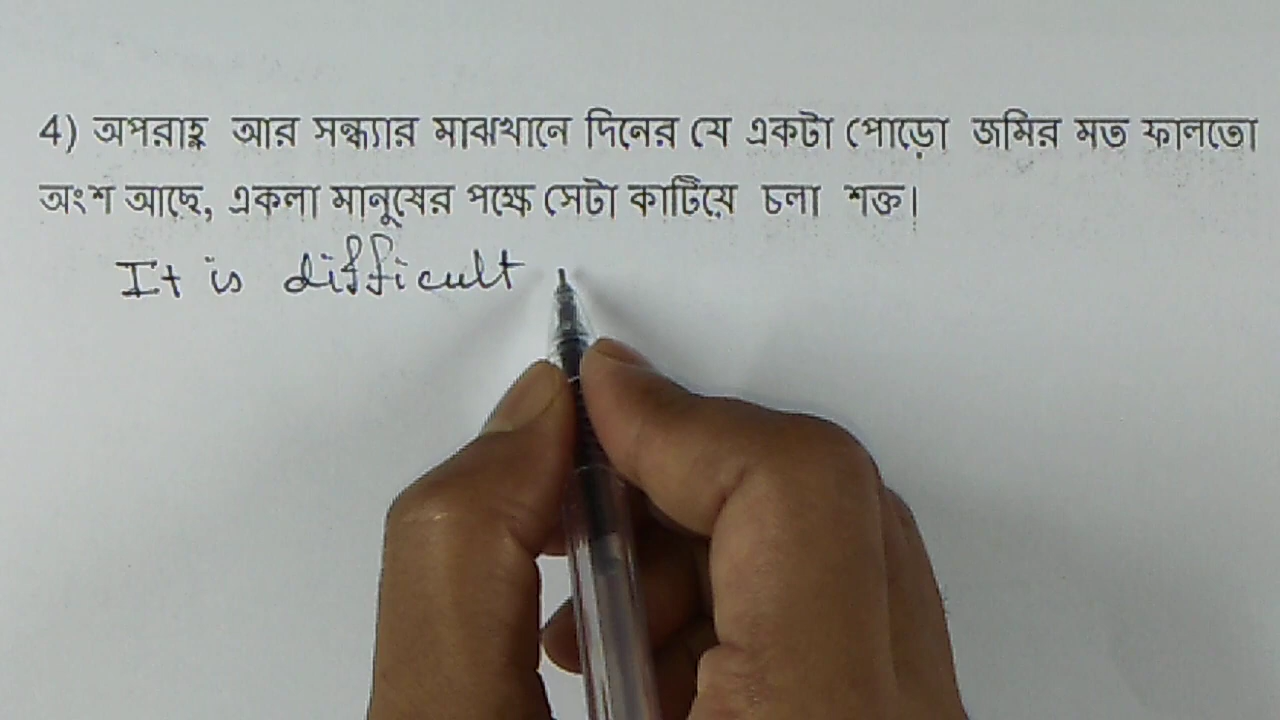 4) অপরাহ্ণ আর সন্ধ্যার মাঝখানে দিনের যে একটা পোড়ো জমির মত ফালতো
অংশ আছে, একলা মানুষের পক্ষে সেটা কাটিয়ে চলা শক্ত।
It is difficult